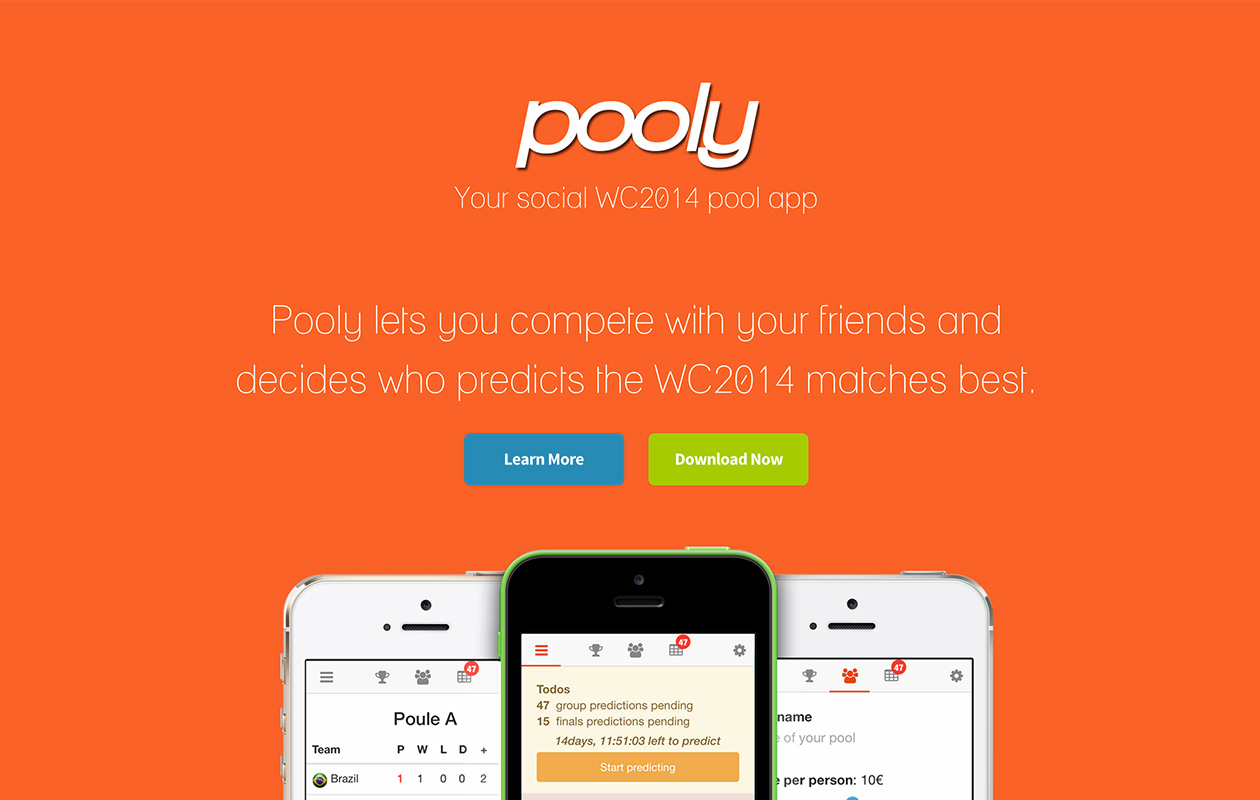 pooly
Your social WC2014 pool app
Pooly lets you compete with your friends and
decides who predicts the WC2014 matches best.
Learn More
Download Now
47
Poule A
Team P W L D +
Brazil 1 1 0 0 2
47
Todos
47 group predictions pending
15 finals predictions pending
14days, 11:51:03 left to predict
Start predicting
47
name
of your pool
per person: 10€